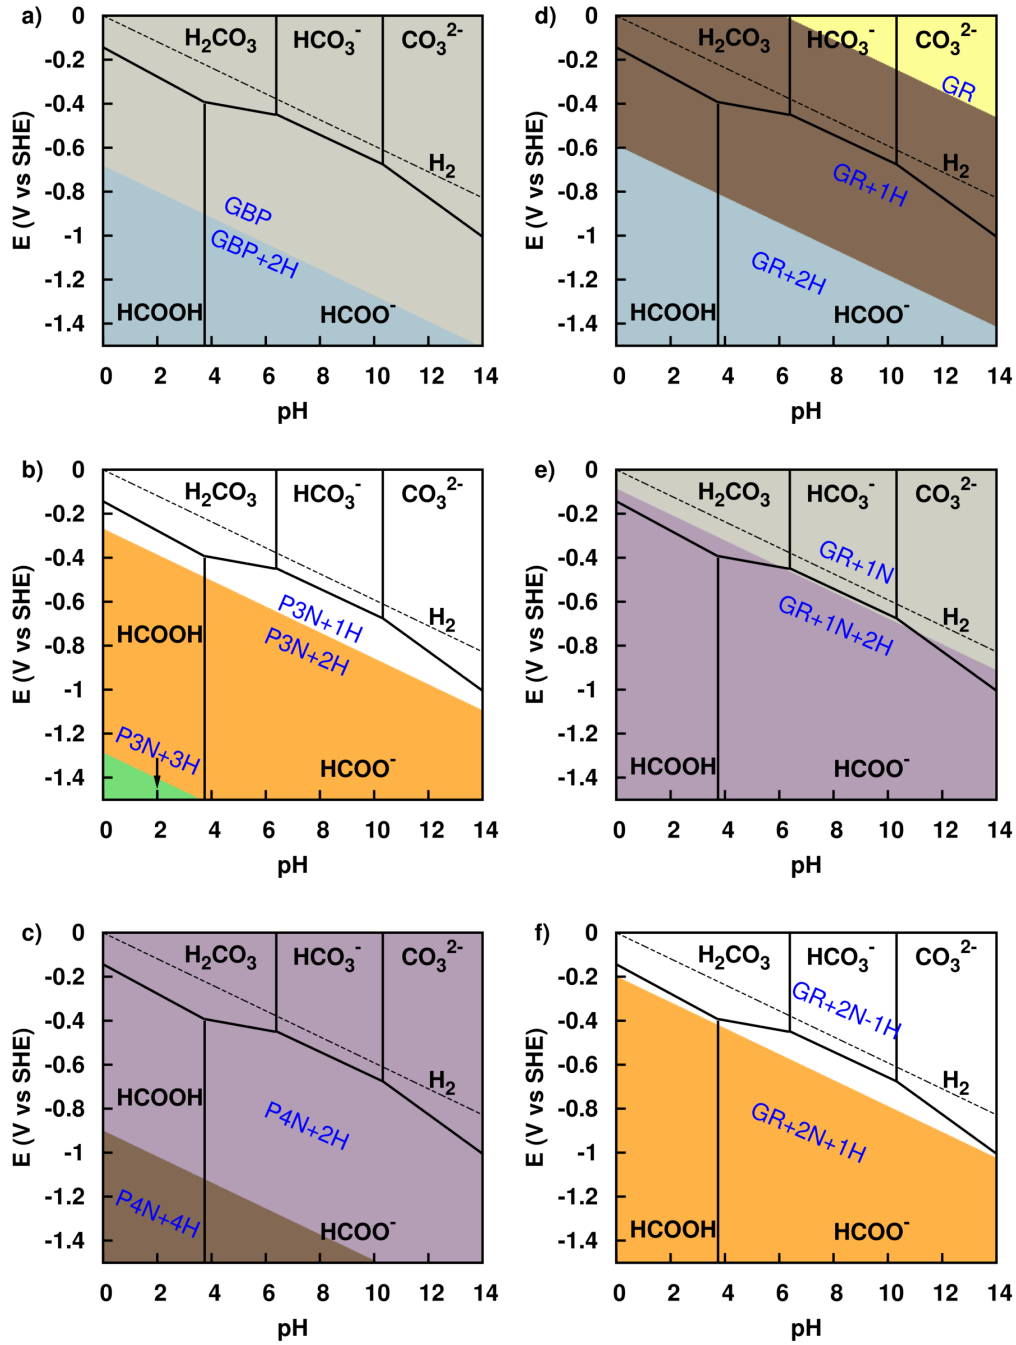 a)
0
-0.2
-0.4
-0.6
-0.8
-1
-1.2
-1.4
E (V vs SHE)
H₂CO₃
HCO₃⁻
CO₃²⁻
H₂
GBP
GBP+2H
HCOOH
HCOO⁻
0 2 4 6 8 10 12 14
pH
d)
0
-0.2
-0.4
-0.6
-0.8
-1
-1.2
-1.4
E (V vs SHE)
H₂CO₃
HCO₃⁻
CO₃²⁻
GR
H₂
GR+1H
GR+2H
HCOOH
HCOO⁻
0 2 4 6 8 10 12 14
pH
b)
0
-0.2
-0.4
-0.6
-0.8
-1
-1.2
-1.4
E (V vs SHE)
H₂CO₃
HCO₃⁻
CO₃²⁻
P3N+1H
H₂
HCOOH
P3N+2H
P3N+3H
HCOO⁻
0 2 4 6 8 10 12 14
pH
e)
0
-0.2
-0.4
-0.6
-0.8
-1
-1.2
-1.4
E (V vs SHE)
H₂CO₃
HCO₃⁻
CO₃²⁻
GR+1N
H₂
GR+1N+2H
HCOOH
HCOO⁻
0 2 4 6 8 10 12 14
pH
c)
0
-0.2
-0.4
-0.6
-0.8
-1
-1.2
-1.4
E (V vs SHE)
H₂CO₃
HCO₃⁻
CO₃²⁻
H₂
HCOOH
P4N+2H
P4N+4H
HCOO⁻
0 2 4 6 8 10 12 14
pH
f)
0
-0.2
-0.4
-0.6
-0.8
-1
-1.2
-1.4
E (V vs SHE)
H₂CO₃
HCO₃⁻
CO₃²⁻
GR+2N-1H
H₂
GR+2N+1H
HCOOH
HCOO⁻
0 2 4 6 8 10 12 14
pH